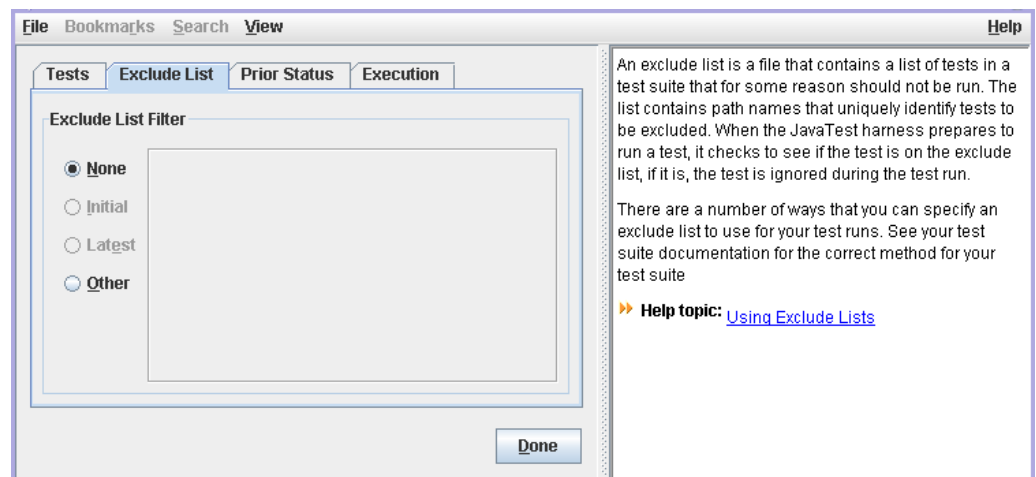 File Bookmarks Search View Help
Tests Exclude List Prior Status Execution
Exclude List Filter
None
Initial
Latest
Other
Done
An exclude list is a file that contains a list of tests in a
test suite that for some reason should not be run. The
list contains path names that uniquely identify tests to
be excluded. When the JavaTest harness prepares to
run a test, it checks to see if the test is on the exclude
list, if it is, the test is ignored during the test run.
There are a number of ways that you can specify an
exclude list to use for your test runs. See your test
suite documentation for the correct method for your
test suite
Help topic: Using Exclude Lists